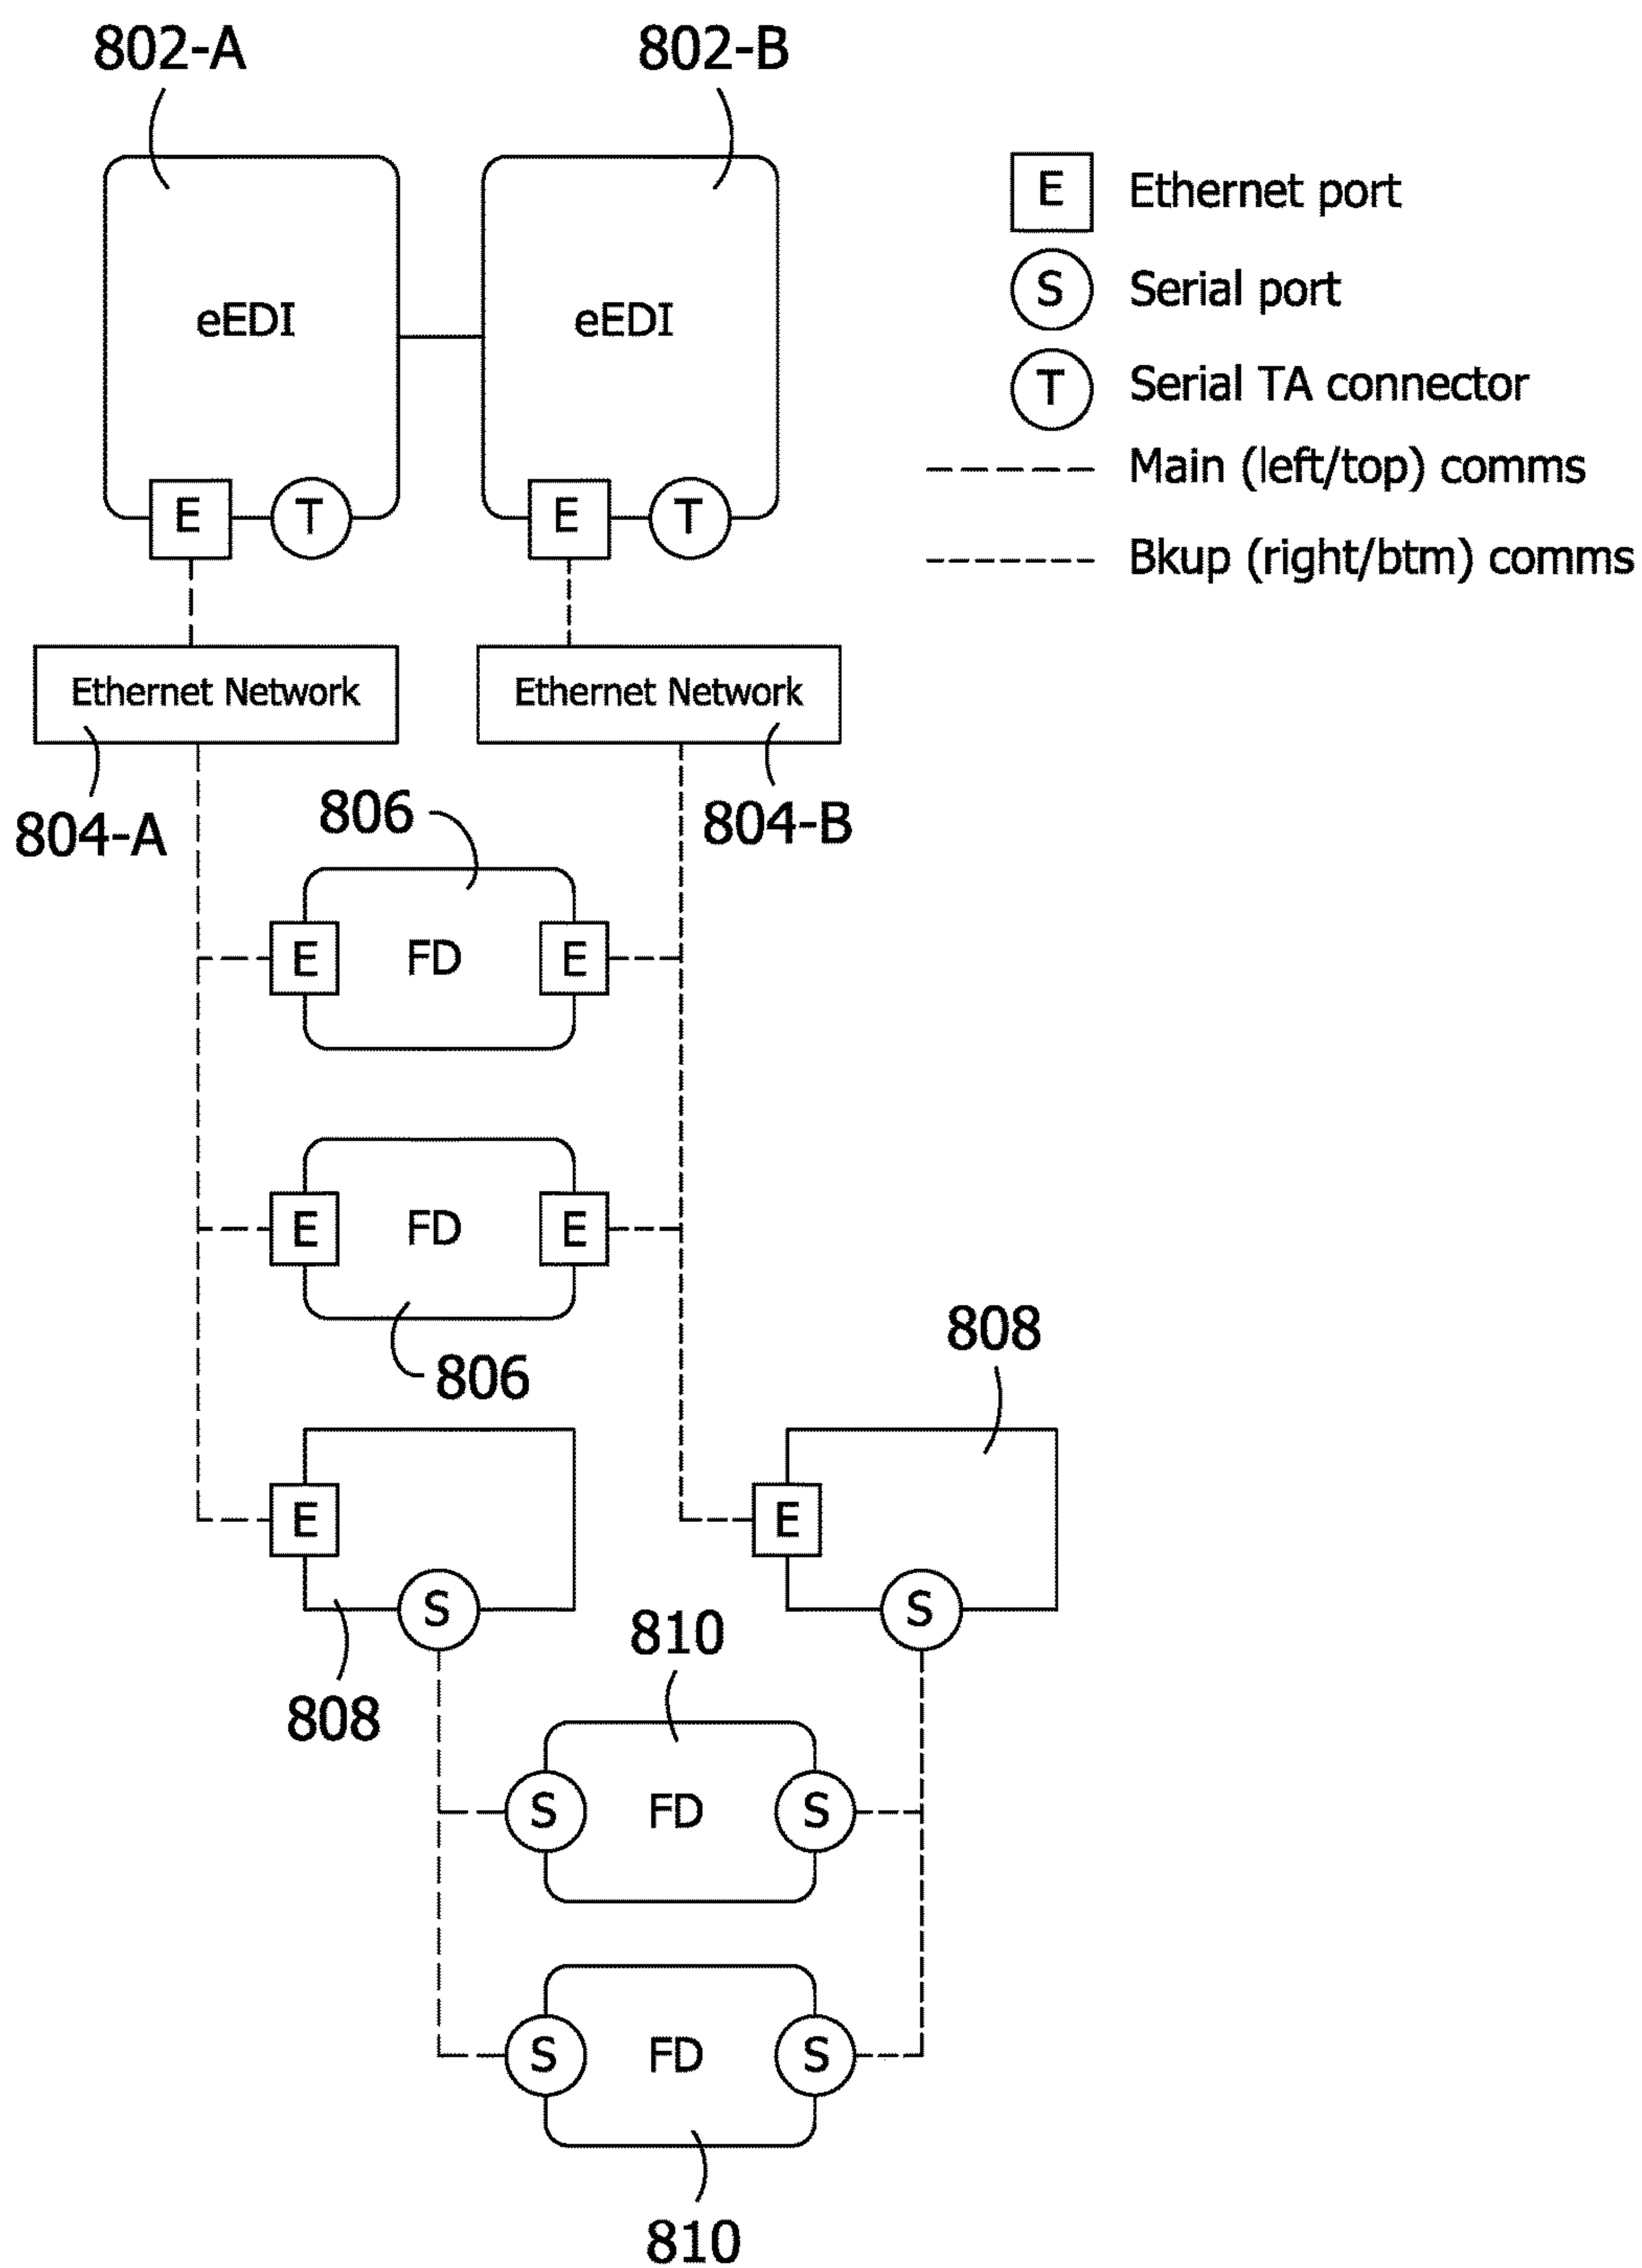 802-A
802-B
eEDI
eEDI
E
T
E
T
E Ethernet port
S Serial port
T Serial TA connector
Main (left/top) comms
Bkup (right/btm) comms
Ethernet Network
Ethernet Network
804-A
804-B
806
E FD E
E FD E
806
808
E
S
808
E
S
810
S FD S
S FD S
810